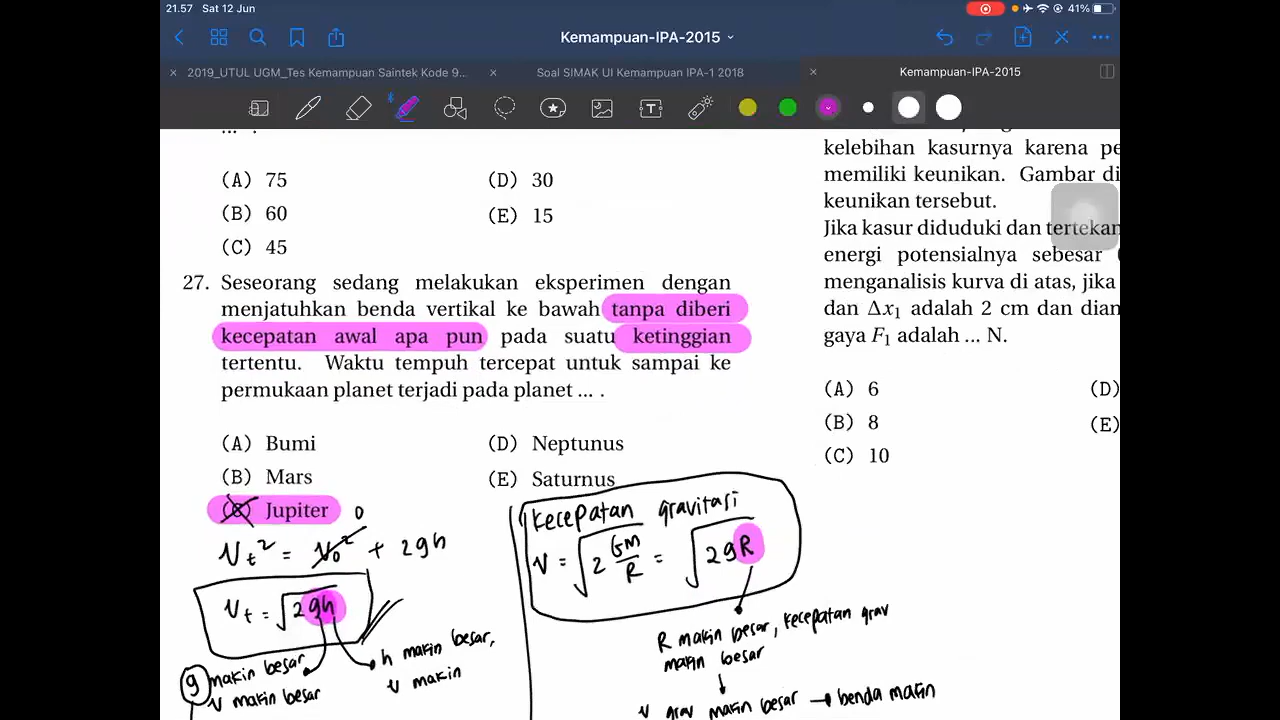 21.57 Sat 12 Jun
41%
Kemampuan-IPA-2015
2019_UTUL UGM_Tes Kemampuan Saintek Kode 9...
Soal SIMAK UI Kemampuan IPA-1 2018
Kemampuan-IPA-2015
... .
(A) 75
(D) 30
(B) 60
(E) 15
(C) 45
27. Seseorang sedang melakukan eksperimen dengan
menjatuhkan benda vertikal ke bawah tanpa diberi
kecepatan awal apa pun pada suatu ketinggian
tertentu. Waktu tempuh tercepat untuk sampai ke
permukaan planet terjadi pada planet ... .
(A) Bumi
(D) Neptunus
(B) Mars
(E) Saturnus
(C) Jupiter
Vt² = V₀² + 2gh
0
Vt = √2gh
g makin besar
V makin besar
h makin besar,
V makin
kecepatan gravitasi
V = √2 GM/R = √2gR
R makin besar, kecepatan grav
makin besar
V grav makin besar → benda makin
kelebihan kasurnya karena pe
memiliki keunikan. Gambar di
keunikan tersebut.
Jika kasur diduduki dan tertekan
energi potensialnya sebesar
menganalisis kurva di atas, jika
dan Δx₁ adalah 2 cm dan dian
gaya F₁ adalah ... N.
(A) 6
(D)
(B) 8
(E)
(C) 10